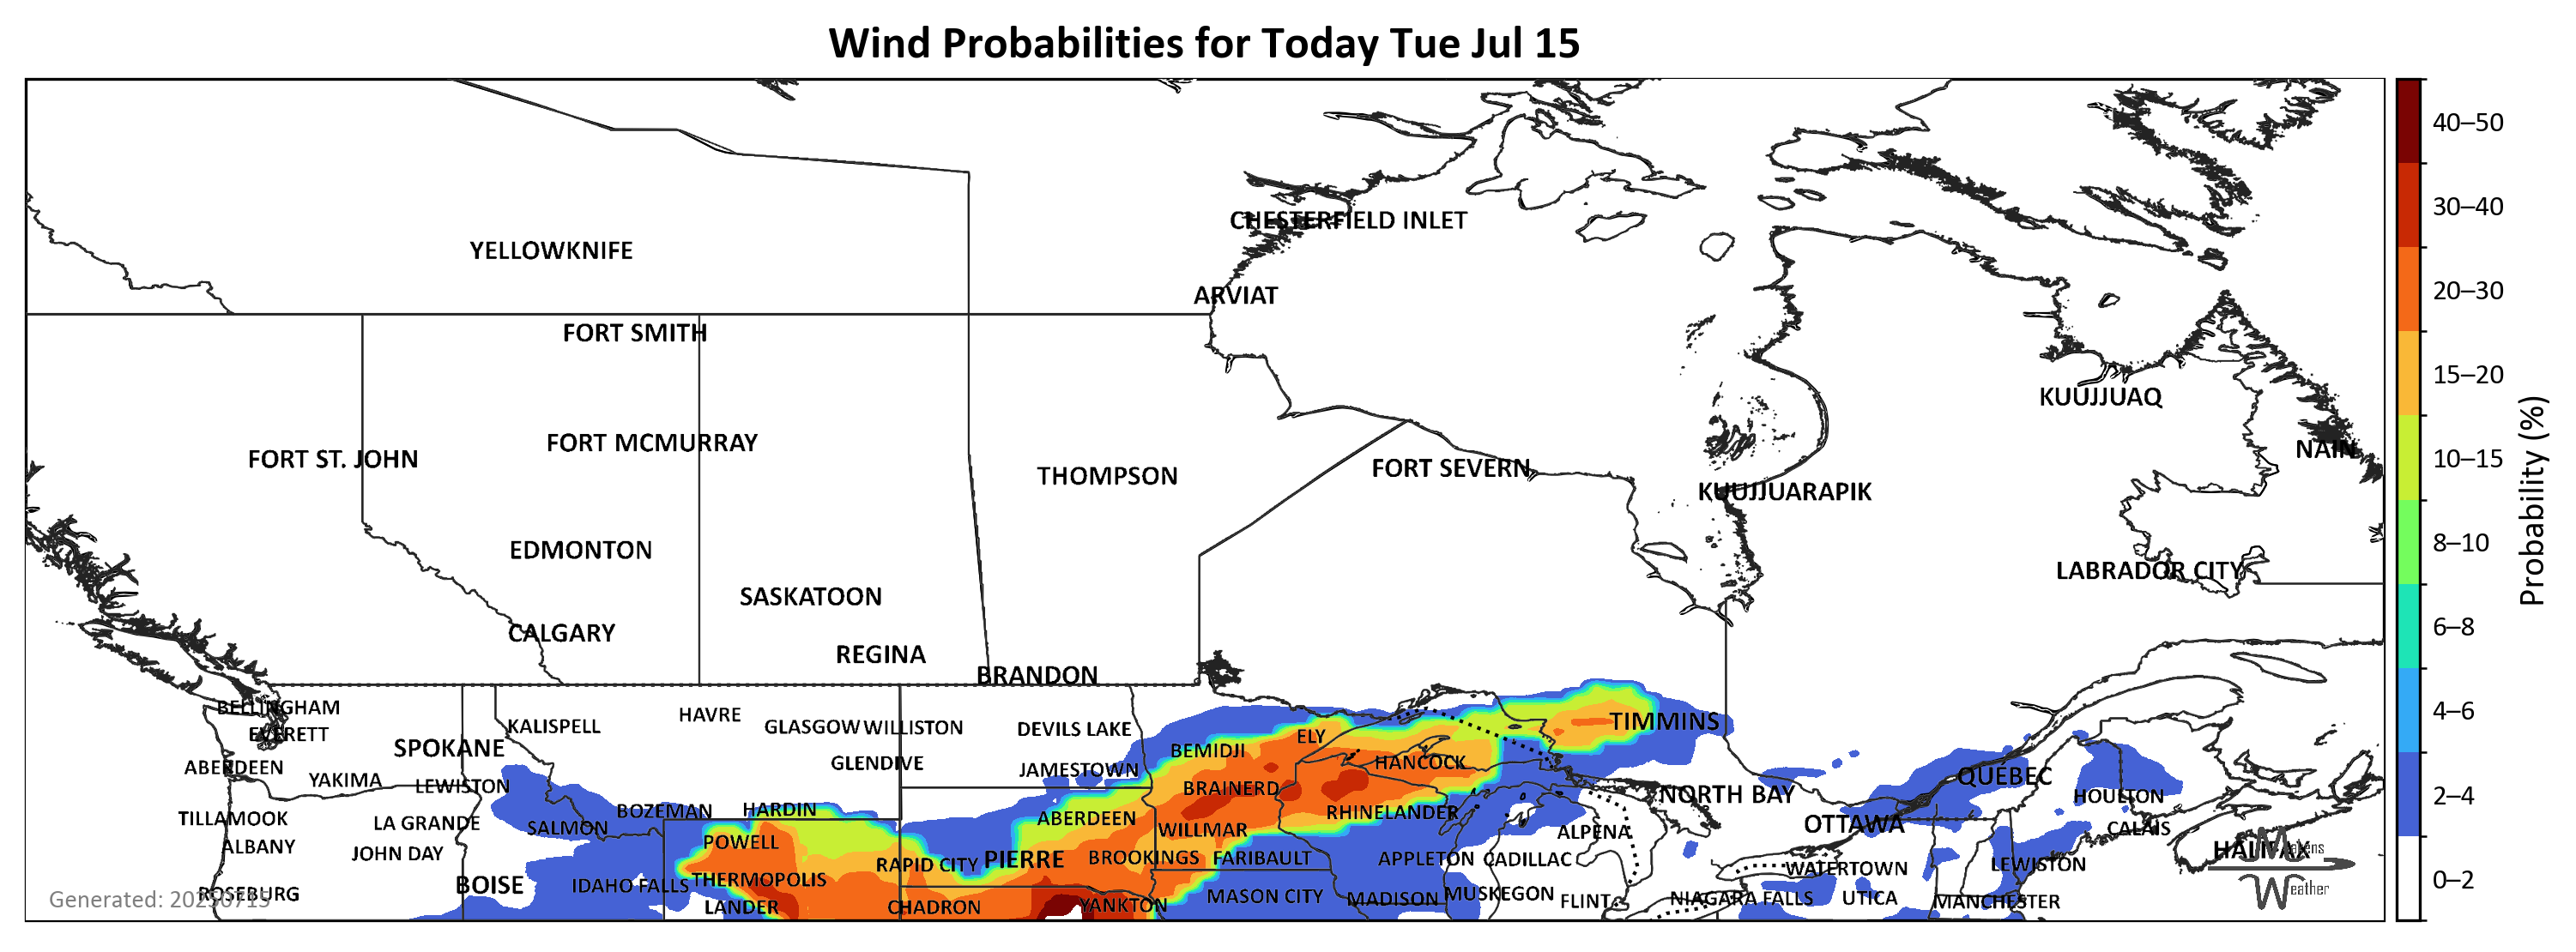 Wind Probabilities for Today Tue Jul 15
CHESTERFIELD INLET
YELLOWKNIFE
ARVIAT
FORT SMITH
KUUJJUAQ
FORT MCMURRAY
NAIN
FORT ST. JOHN
FORT SEVERN
THOMPSON
KUUJJUARAPIK
EDMONTON
LABRADOR CITY
SASKATOON
CALGARY
REGINA
BRANDON
BELLINGHAM
HAVRE
KALISPELL
GLASGOW
WILLISTON
DEVILS LAKE
TIMMINS
EVERETT
ELY
SPOKANE
BEMIDJI
GLENDIVE
HANCOCK
ABERDEEN
JAMESTOWN
QUÉBEC
YAKIMA
LEWISTON
BRAINERD
NORTH BAY
HOULTON
BOZEMAN
HARDIN
RHINELANDER
TILLAMOOK
ABERDEEN
LA GRANDE
OTTAWA
SALMON
WILLMAR
ALPENA
CALAIS
POWELL
ALBANY
HALIFAX
JOHN DAY
BROOKINGS
FARIBAULT
PIERRE
APPLETON
CADILLAC
RAPID CITY
LEWISTON
WATERTOWN
THERMOPOLIS
BOISE
IDAHO FALLS
ROSEBURG
MASON CITY
MADISON
MUSKEGON
FLINT
NIAGARA FALLS
UTICA
MANCHESTER
LANDER
CHADRON
YANKTON
Weather
40–50
30–40
20–30
15–20
10–15
8–10
6–8
4–6
2–4
0–2
Probability (%)